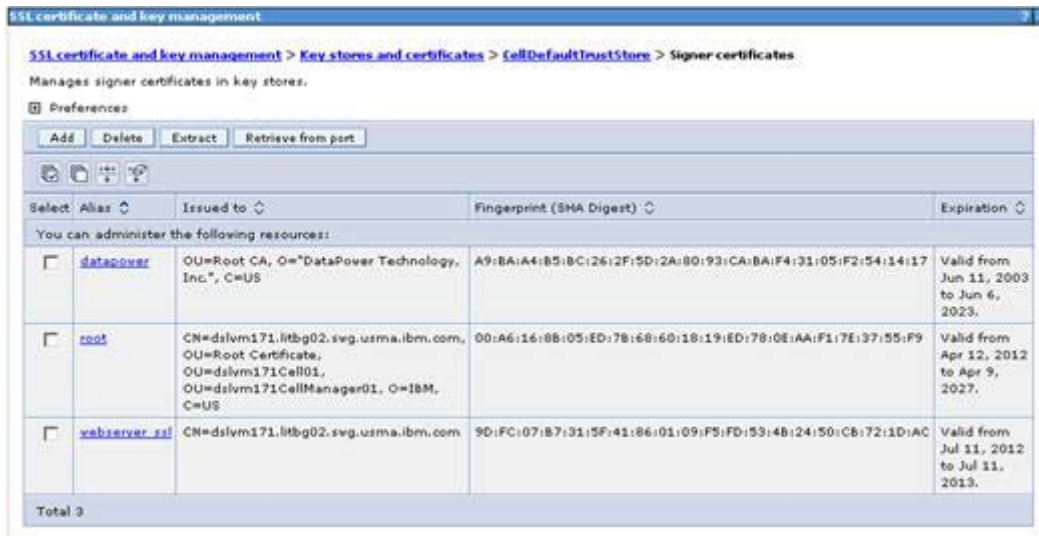 SSL certificate and key management
?
SSL certificate and key management > Key stores and certificates > CellDefaultTrustStore > Signer certificates
Manages signer certificates in key stores.
Preferences
Add Delete Extract Retrieve from port
Select Alias Issued to Fingerprint (SHA Digest) Expiration
You can administer the following resources:
datapower OU=Root CA, O="DataPower Technology, A9:BA:A4:B5:BC:26:2F:5D:2A:80:93:CA:BA:F4:31:05:F2:54:14:17 Valid from
Inc.", C=US Jun 11, 2003
to Jun 6,
2023.
root CN=dslvm171.litbg02.svg.usma.ibm.com, 00:A6:16:8B:05:ED:78:68:60:18:19:ED:78:0E:AA:F1:7E:37:55:F9 Valid from
OU=Root Certificate, Apr 12, 2012
OU=dslvm171Cell01, to Apr 9,
OU=dslvm171CellManager01, O=IBM, 2027.
C=US
webserver ssl CN=dslvm171.litbg02.svg.usma.ibm.com 9D:FC:07:B7:31:5F:41:86:01:09:F5:FD:53:4B:24:50:CB:72:1D:AC Valid from
Jul 11, 2012
to Jul 11,
2013.
Total 3